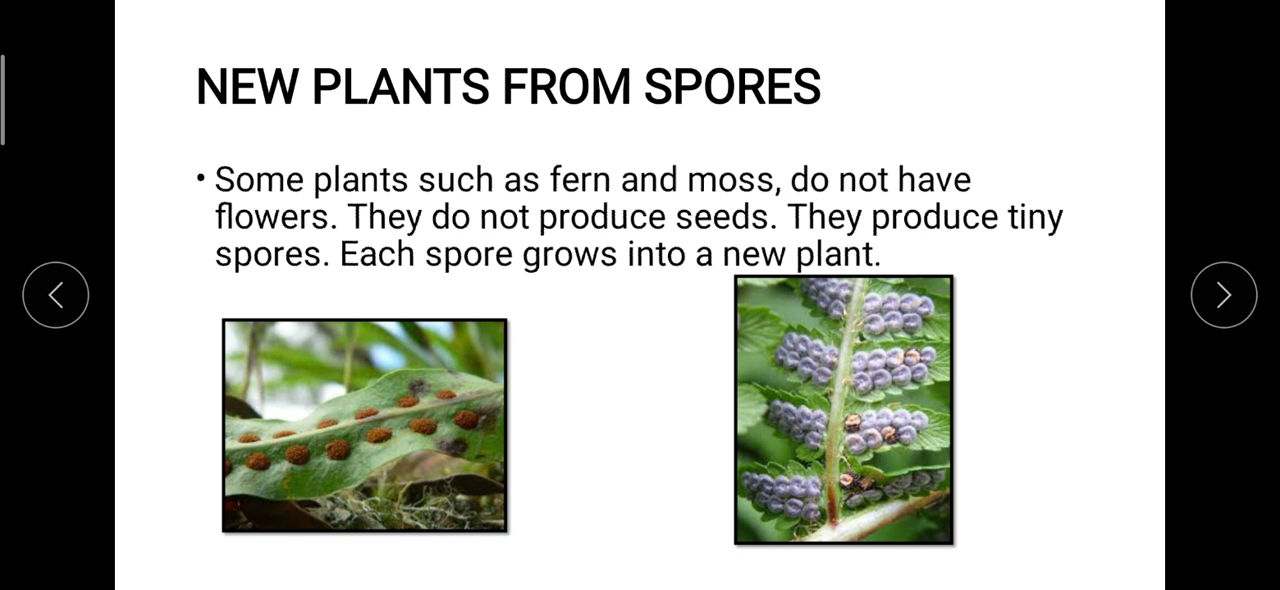 NEW PLANTS FROM SPORES
• Some plants such as fern and moss, do not have
flowers. They do not produce seeds. They produce tiny
spores. Each spore grows into a new plant.